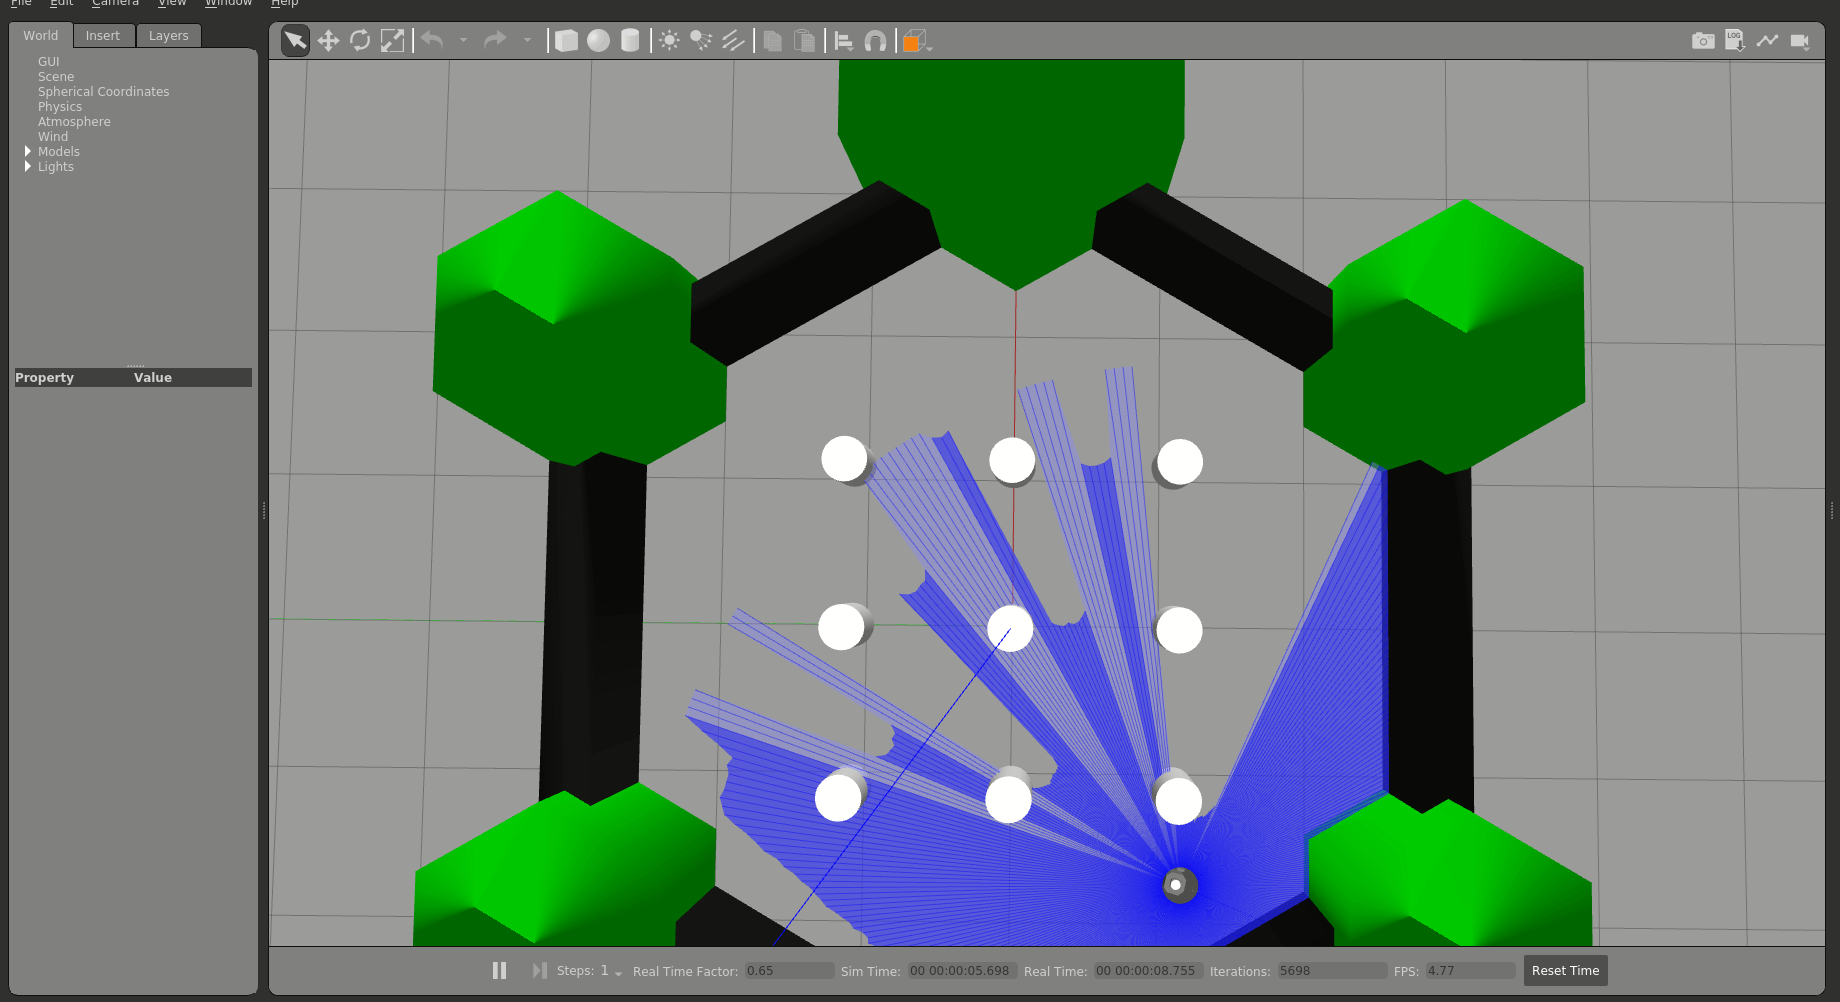 File Edit Camera View Window Help
World Insert Layers
LOG
GUI
Scene
Spherical Coordinates
Physics
Atmosphere
Wind
Models
Lights
Property Value
Steps: 1 Real Time Factor: 0.65 Sim Time: 00 00:00:05.698 Real Time: 00 00:00:08.755 Iterations: 5698 FPS: 4.77 Reset Time